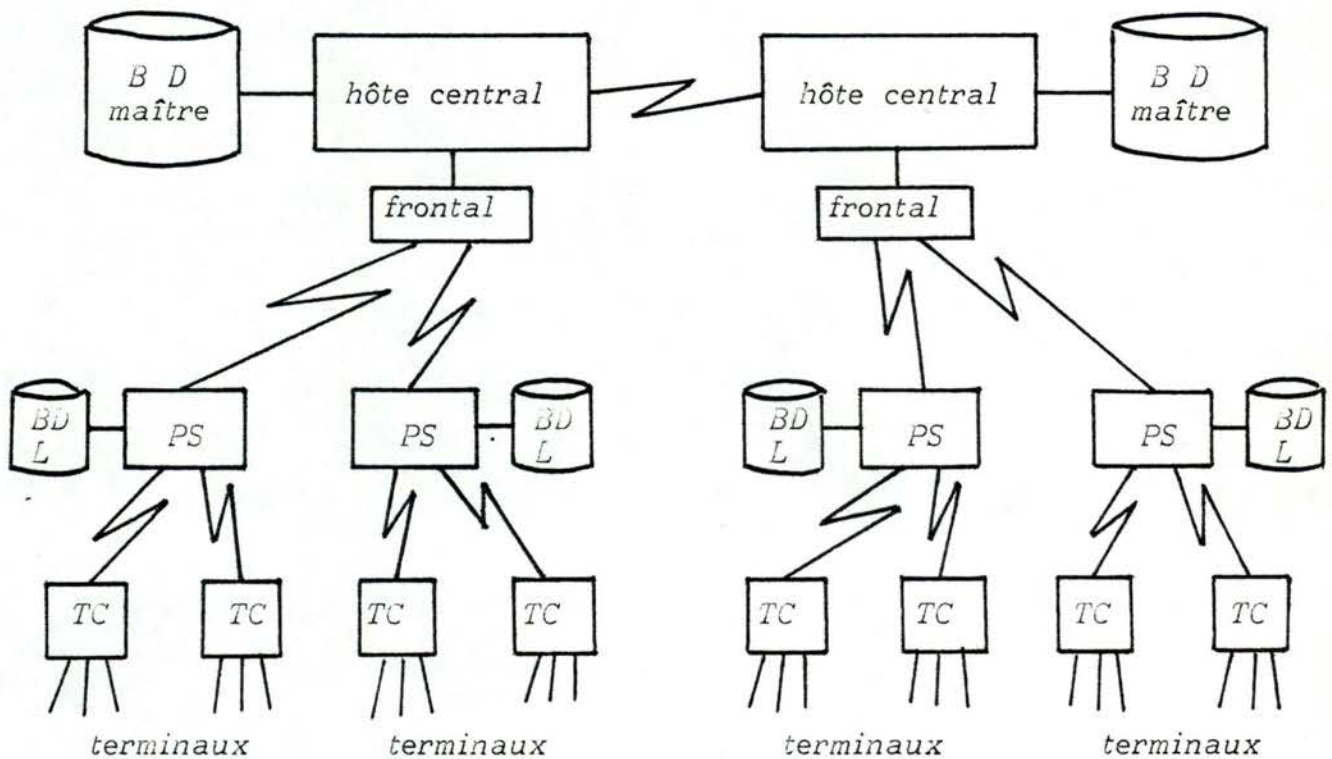 B D
maître
hôte central
hôte central
B D
maître
frontal
frontal
BD
L
PS
PS
BD
L
BD
L
PS
PS
BD
L
TC
TC
TC
TC
TC
TC
TC
TC
terminaux
terminaux
terminaux
terminaux